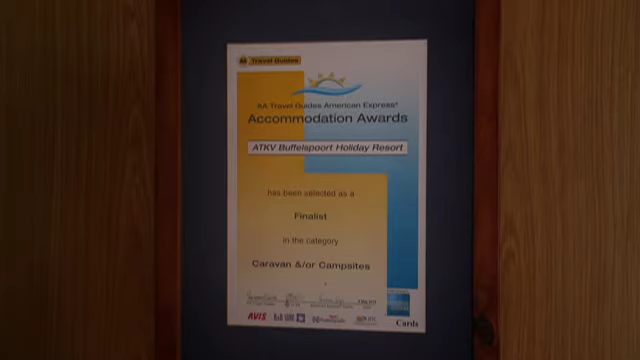 AA Travel Guides
AA Travel Guides American Express®
Accommodation Awards
ATKV Buffelspoort Holiday Resort
has been selected as a
Finalist
in the category
Caravan &/or Campsites
AVIS
Cards